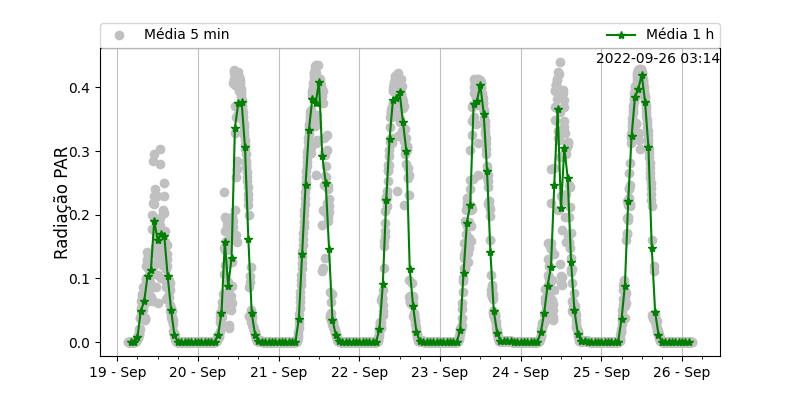 Média 5 min
Média 1 h
2022-09-26 03:14
Radiação PAR
0.4
0.3
0.2
0.1
0.0
19 - Sep
20 - Sep
21 - Sep
22 - Sep
23 - Sep
24 - Sep
25 - Sep
26 - Sep